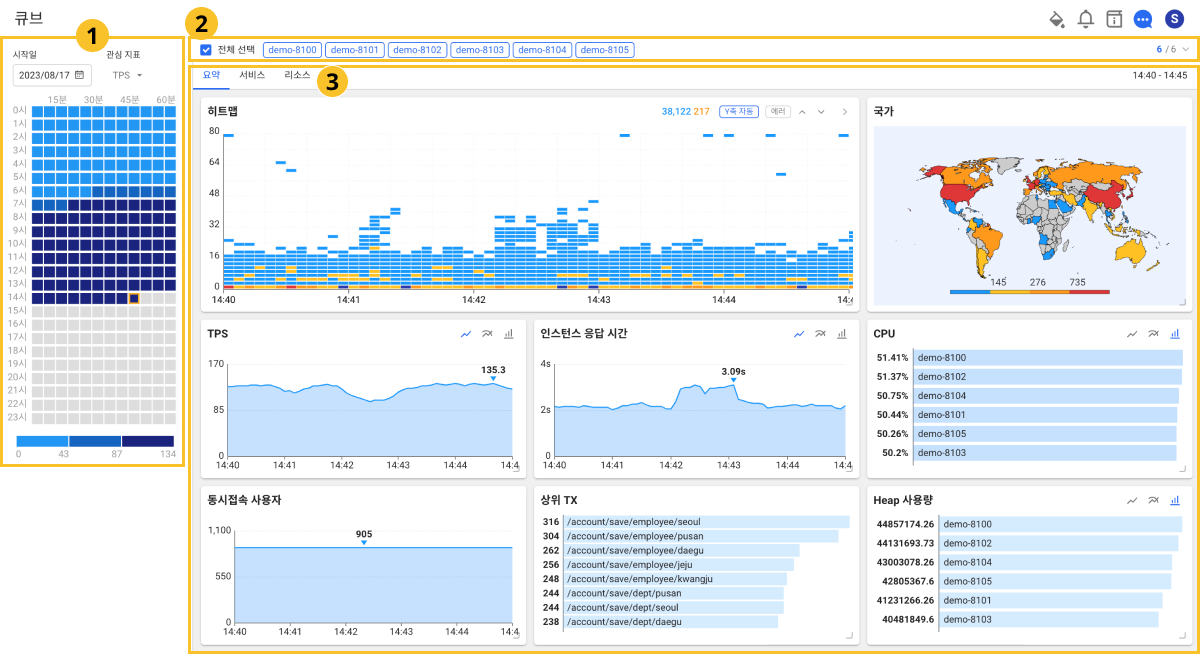 큐브
S
1
시작일 관심 지표
2023/08/17 TPS
15분 30분 45분 60분
0시
1시
2시
3시
4시
5시
6시
7시
8시
9시
10시
11시
12시
13시
14시
15시
16시
17시
18시
19시
20시
21시
22시
23시
0 43 87 134
2
전체 선택 demo-8100 demo-8101 demo-8102 demo-8103 demo-8104 demo-8105 6 / 6
요약 서비스 리소스 3 14:40 - 14:45
히트맵 38,122 217 Y축 자동 에러
80
64
48
32
16
0
14:40 14:41 14:42 14:43 14:44 14:4
국가
145 276 735
TPS
170
85
0
135.3
14:40 14:41 14:42 14:43 14:44 14:4
인스턴스 응답 시간
4s
2s
0
3.09s
14:40 14:41 14:42 14:43 14:44 14:4
CPU
51.41% demo-8100
51.37% demo-8102
50.75% demo-8104
50.44% demo-8101
50.26% demo-8105
50.2% demo-8103
동시접속 사용자
1,100
550
0
905
14:40 14:41 14:42 14:43 14:44 14:4
상위 TX
316 /account/save/employee/seoul
304 /account/save/employee/pusan
262 /account/save/employee/daegu
256 /account/save/employee/jeju
248 /account/save/employee/kwangju
244 /account/save/dept/pusan
244 /account/save/dept/seoul
238 /account/save/dept/daegu
Heap 사용량
44857174.26 demo-8100
44131693.73 demo-8102
43003078.26 demo-8104
42805367.6 demo-8105
41231266.26 demo-8101
40481849.6 demo-8103